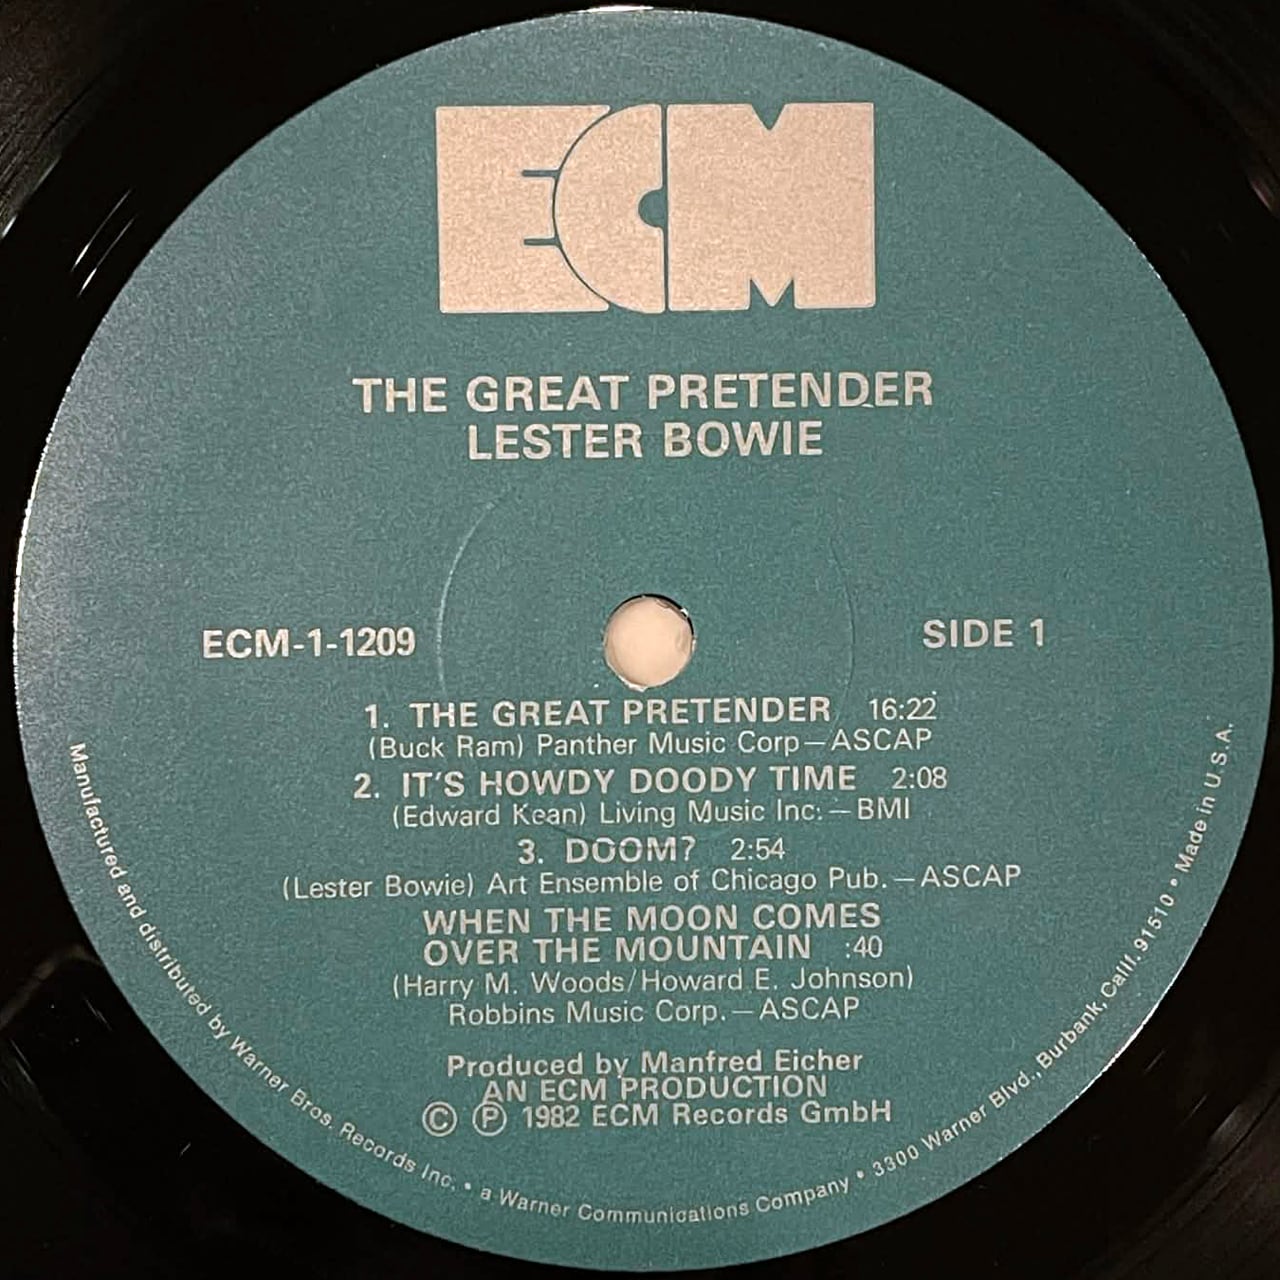 ECM
THE GREAT PRETENDER
LESTER BOWIE
ECM-1-1209
SIDE 1
1. THE GREAT PRETENDER 16:22
(Buck Ram) Panther Music Corp—ASCAP
2. IT'S HOWDY DOODY TIME 2:08
(Edward Kean) Living Music Inc.—BMI
3. DOOM? 2:54
(Lester Bowie) Art Ensemble of Chicago Pub.—ASCAP
WHEN THE MOON COMES
OVER THE MOUNTAIN :40
(Harry M. Woods/Howard E. Johnson)
Robbins Music Corp.—ASCAP
Produced by Manfred Eicher
AN ECM PRODUCTION
© ℗ 1982 ECM Records GmbH
Manufactured and distributed by Warner Bros. Records Inc. • a Warner Communications Company • 3300 Warner Blvd., Burbank, Calif. 91510 • Made in U.S.A.